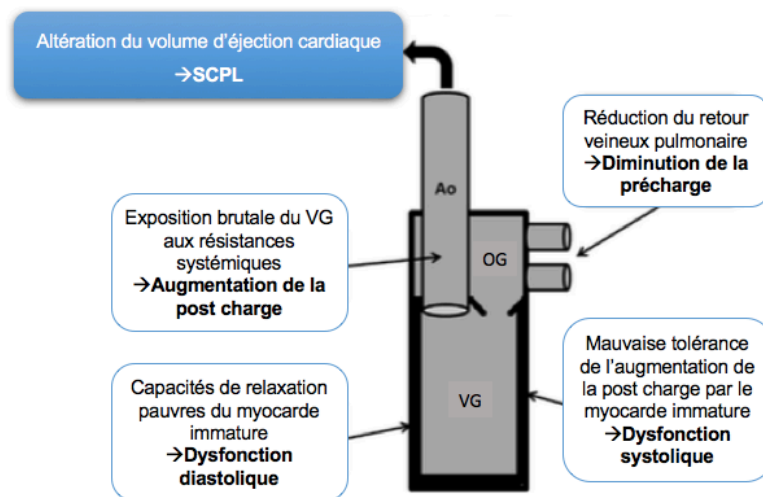 Altération du volume d'éjection cardiaque
→SCPL
Réduction du retour
veineux pulmonaire
→Diminution de la
précharge
Ao
Exposition brutale du VG
aux résistances
systémiques
→Augmentation de la
post charge
OG
Mauvaise tolérance
de l'augmentation de
la post charge par le
myocarde immature
→Dysfonction
systolique
Capacités de relaxation
pauvres du myocarde
immature
→Dysfonction
diastolique
VG